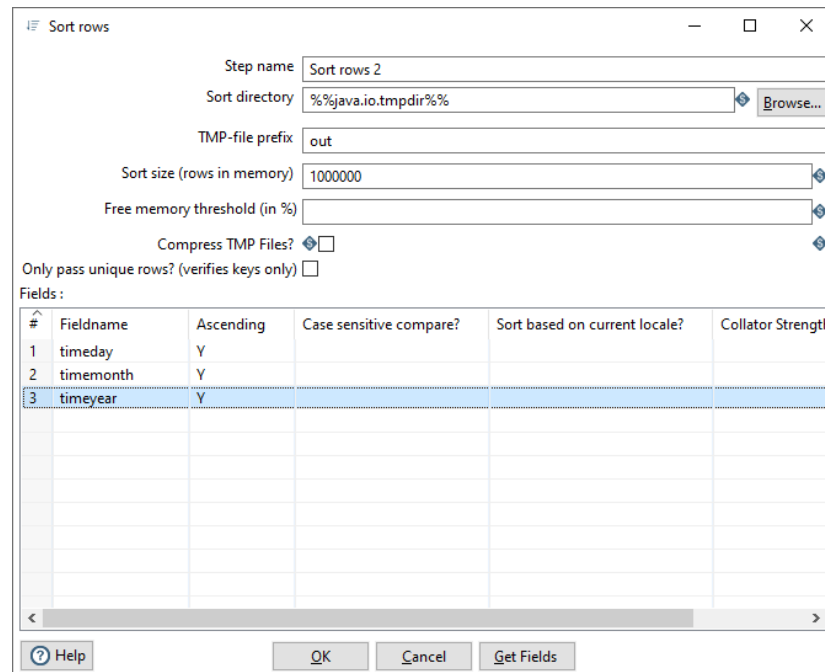 Sort rows
Step name Sort rows 2
Sort directory %%java.io.tmpdir%% Browse...
TMP-file prefix out
Sort size (rows in memory) 1000000
Free memory threshold (in %)
Compress TMP Files?
Only pass unique rows? (verifies keys only)
Fields :
# Fieldname Ascending Case sensitive compare? Sort based on current locale? Collator Strength
1 timeday Y
2 timemonth Y
3 timeyear Y
Help OK Cancel Get Fields